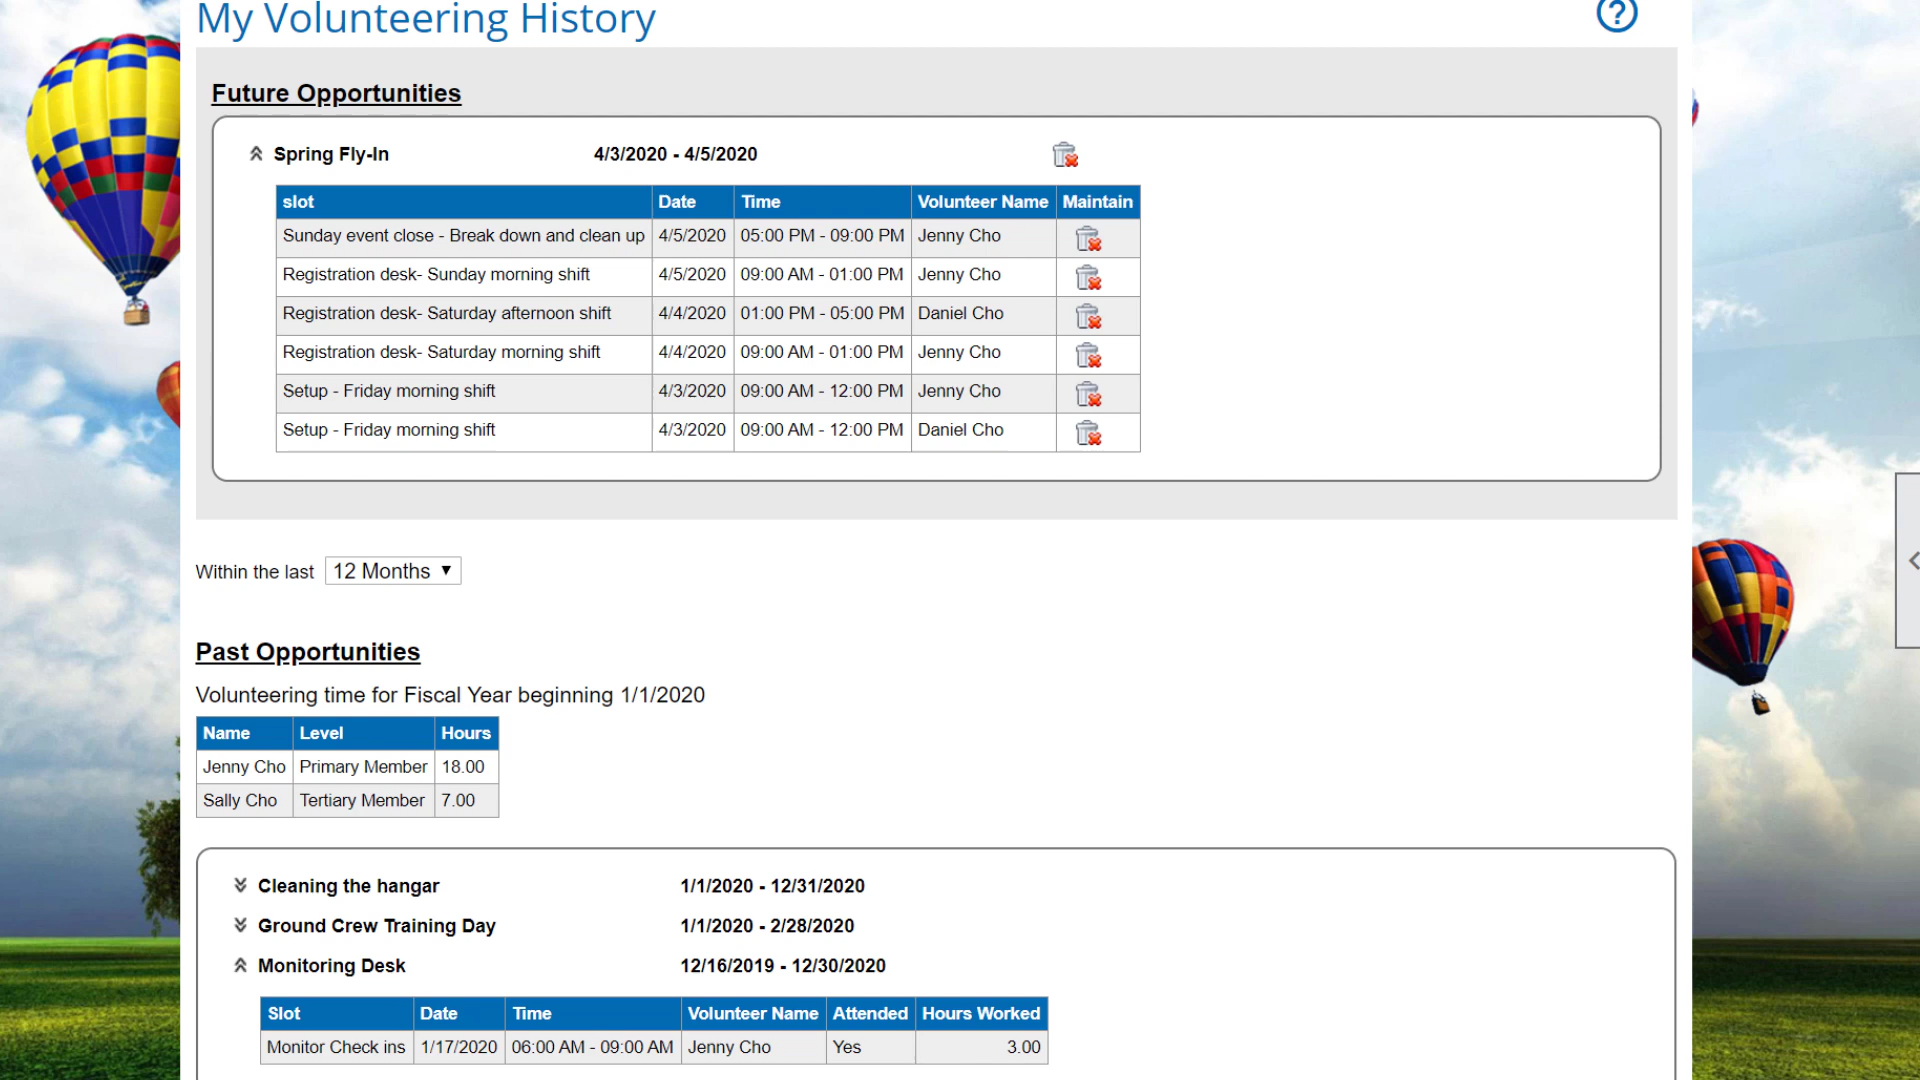 My Volunteering History
?
Future Opportunities
Spring Fly-In 4/3/2020 - 4/5/2020
slot Date Time Volunteer Name Maintain
Sunday event close - Break down and clean up 4/5/2020 05:00 PM - 09:00 PM Jenny Cho
Registration desk- Sunday morning shift 4/5/2020 09:00 AM - 01:00 PM Jenny Cho
Registration desk- Saturday afternoon shift 4/4/2020 01:00 PM - 05:00 PM Daniel Cho
Registration desk- Saturday morning shift 4/4/2020 09:00 AM - 01:00 PM Jenny Cho
Setup - Friday morning shift 4/3/2020 09:00 AM - 12:00 PM Jenny Cho
Setup - Friday morning shift 4/3/2020 09:00 AM - 12:00 PM Daniel Cho
Within the last 12 Months
Past Opportunities
Volunteering time for Fiscal Year beginning 1/1/2020
Name Level Hours
Jenny Cho Primary Member 18.00
Sally Cho Tertiary Member 7.00
Cleaning the hangar 1/1/2020 - 12/31/2020
Ground Crew Training Day 1/1/2020 - 2/28/2020
Monitoring Desk 12/16/2019 - 12/30/2020
Slot Date Time Volunteer Name Attended Hours Worked
Monitor Check ins 1/17/2020 06:00 AM - 09:00 AM Jenny Cho Yes 3.00